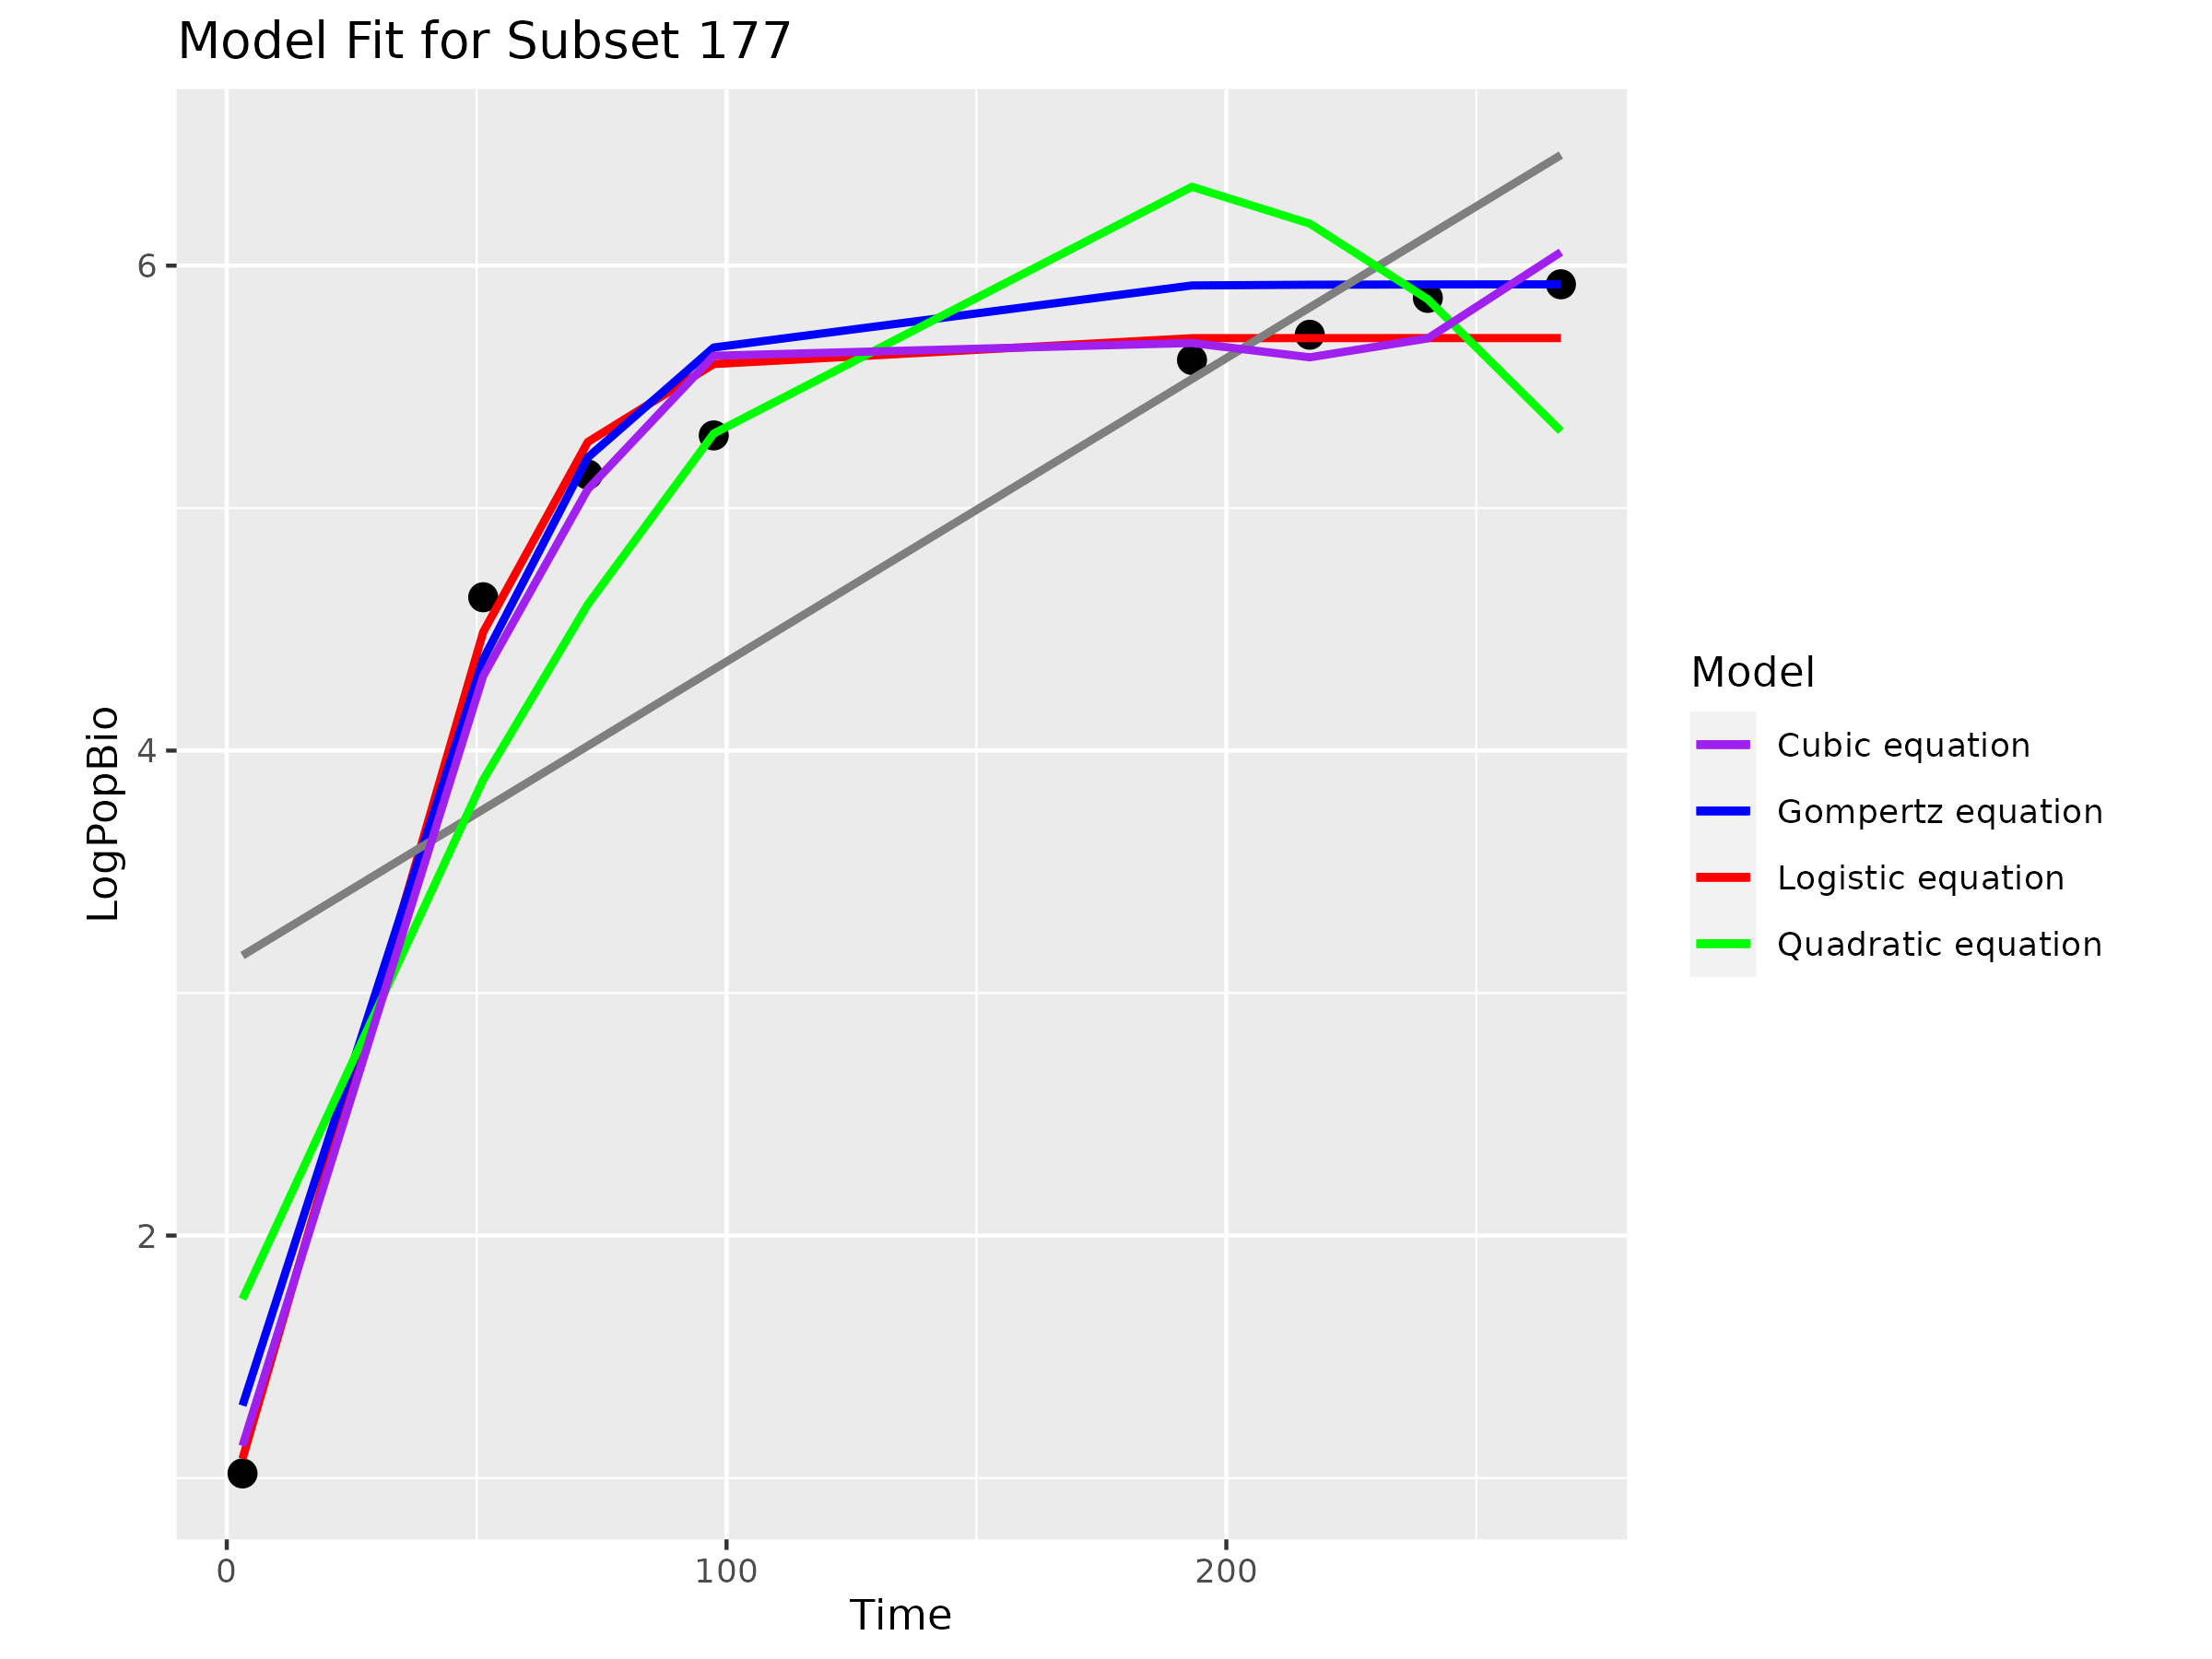 Model Fit for Subset 177
6
4
2
LogPopBio
0 100 200
Time
Model
Cubic equation
Gompertz equation
Logistic equation
Quadratic equation